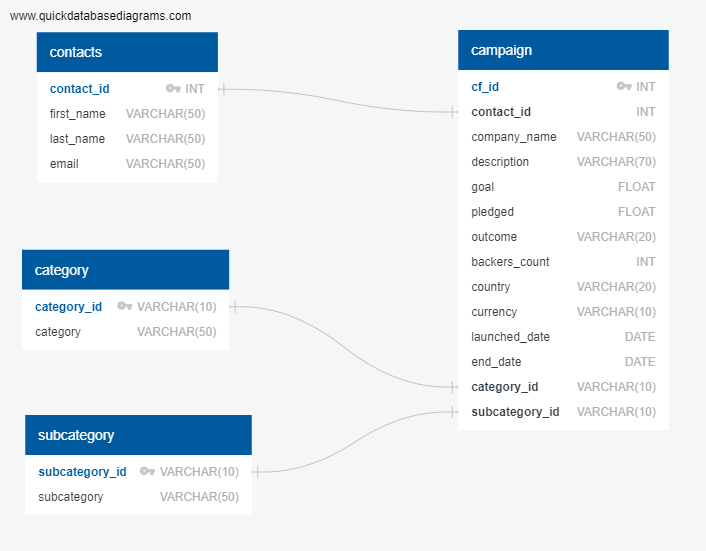 www.quickdatabasediagrams.com
contacts
contact_id INT
first_name VARCHAR(50)
last_name VARCHAR(50)
email VARCHAR(50)
campaign
cf_id INT
contact_id INT
company_name VARCHAR(50)
description VARCHAR(70)
goal FLOAT
pledged FLOAT
outcome VARCHAR(20)
backers_count INT
country VARCHAR(20)
currency VARCHAR(10)
launched_date DATE
end_date DATE
category_id VARCHAR(10)
subcategory_id VARCHAR(10)
category
category_id VARCHAR(10)
category VARCHAR(50)
subcategory
subcategory_id VARCHAR(10)
subcategory VARCHAR(50)